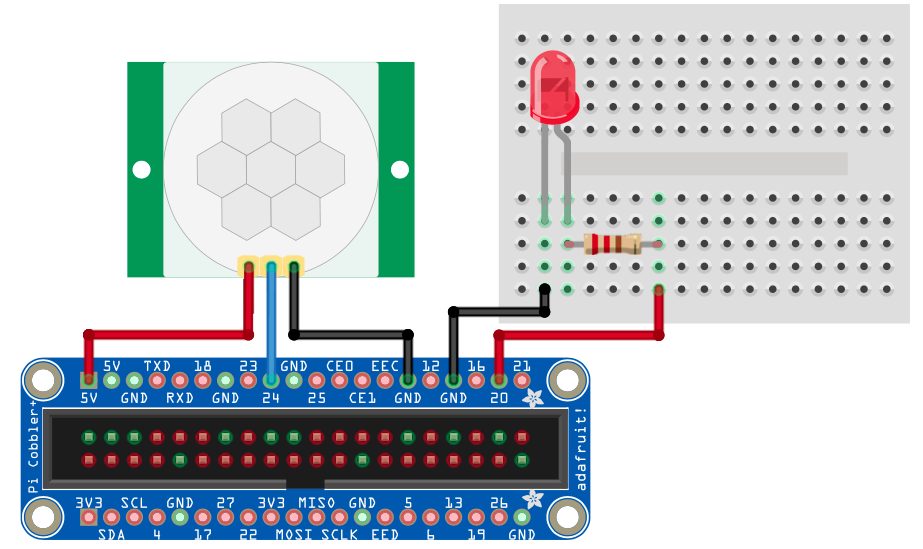 5V TXD 18 23 GND CE0 EEC 12 16 21
5V GND RXD GND 24 25 CE1 GND GND 20
Pi Cobbler+
adafruit!
3V3 SCL GND 27 3V3 MISO GND 5 13 26
SDA 4 17 22 MOSI SCLK EED 6 19 GND